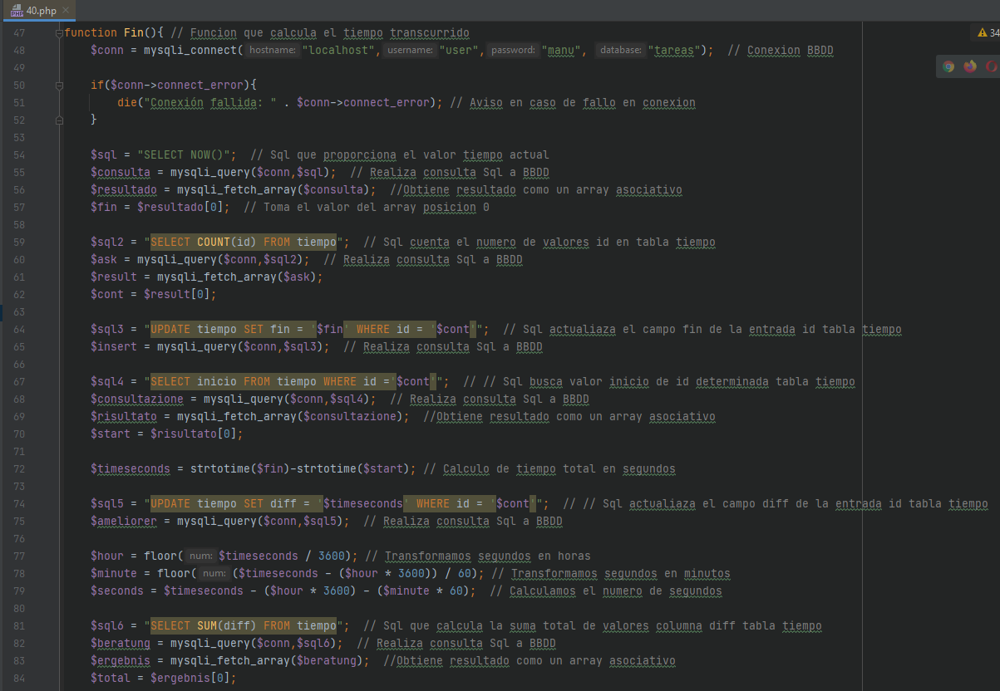 40.php
47 function Fin(){ // Funcion que calcula el tiempo transcurrido
34
48 $conn = mysqli_connect( hostname: "localhost", username: "user", password: "manu", database: "tareas"); // Conexion BBDD
49
50 if($conn->connect_error){
51 die("Conexión fallida: " . $conn->connect_error); // Aviso en caso de fallo en conexion
52 }
53
54 $sql = "SELECT NOW()"; // Sql que proporciona el valor tiempo actual
55 $consulta = mysqli_query($conn,$sql); // Realiza consulta Sql a BBDD
56 $resultado = mysqli_fetch_array($consulta); //Obtiene resultado como un array asociativo
57 $fin = $resultado[0]; // Toma el valor del array posicion 0
58
59 $sql2 = "SELECT COUNT(id) FROM tiempo"; // Sql cuenta el numero de valores id en tabla tiempo
60 $ask = mysqli_query($conn,$sql2); // Realiza consulta Sql a BBDD
61 $result = mysqli_fetch_array($ask);
62 $cont = $result[0];
63
64 $sql3 = "UPDATE tiempo SET fin = '$fin' WHERE id = '$cont'"; // Sql actualiaza el campo fin de la entrada id tabla tiempo
65 $insert = mysqli_query($conn,$sql3); // Realiza consulta Sql a BBDD
66
67 $sql4 = "SELECT inicio FROM tiempo WHERE id ='$cont'"; // // Sql busca valor inicio de id determinada tabla tiempo
68 $consultazione = mysqli_query($conn,$sql4); // Realiza consulta Sql a BBDD
69 $risultato = mysqli_fetch_array($consultazione); //Obtiene resultado como un array asociativo
70 $start = $risultato[0];
71
72 $timeseconds = strtotime($fin)-strtotime($start); // Calculo de tiempo total en segundos
73
74 $sql5 = "UPDATE tiempo SET diff = '$timeseconds' WHERE id = '$cont'"; // // Sql actualiaza el campo diff de la entrada id tabla tiempo
75 $ameliorer = mysqli_query($conn,$sql5); // Realiza consulta Sql a BBDD
76
77 $hour = floor( num: $timeseconds / 3600); // Transformamos segundos en horas
78 $minute = floor( num: ($timeseconds - ($hour * 3600)) / 60); // Transformamos segundos en minutos
79 $seconds = $timeseconds - ($hour * 3600) - ($minute * 60); // Calculamos el numero de segundos
80
81 $sql6 = "SELECT SUM(diff) FROM tiempo"; // Sql que calcula la suma total de valores columna diff tabla tiempo
82 $beratung = mysqli_query($conn,$sql6); // Realiza consulta Sql a BBDD
83 $ergebnis = mysqli_fetch_array($beratung); //Obtiene resultado como un array asociativo
84 $total = $ergebnis[0];